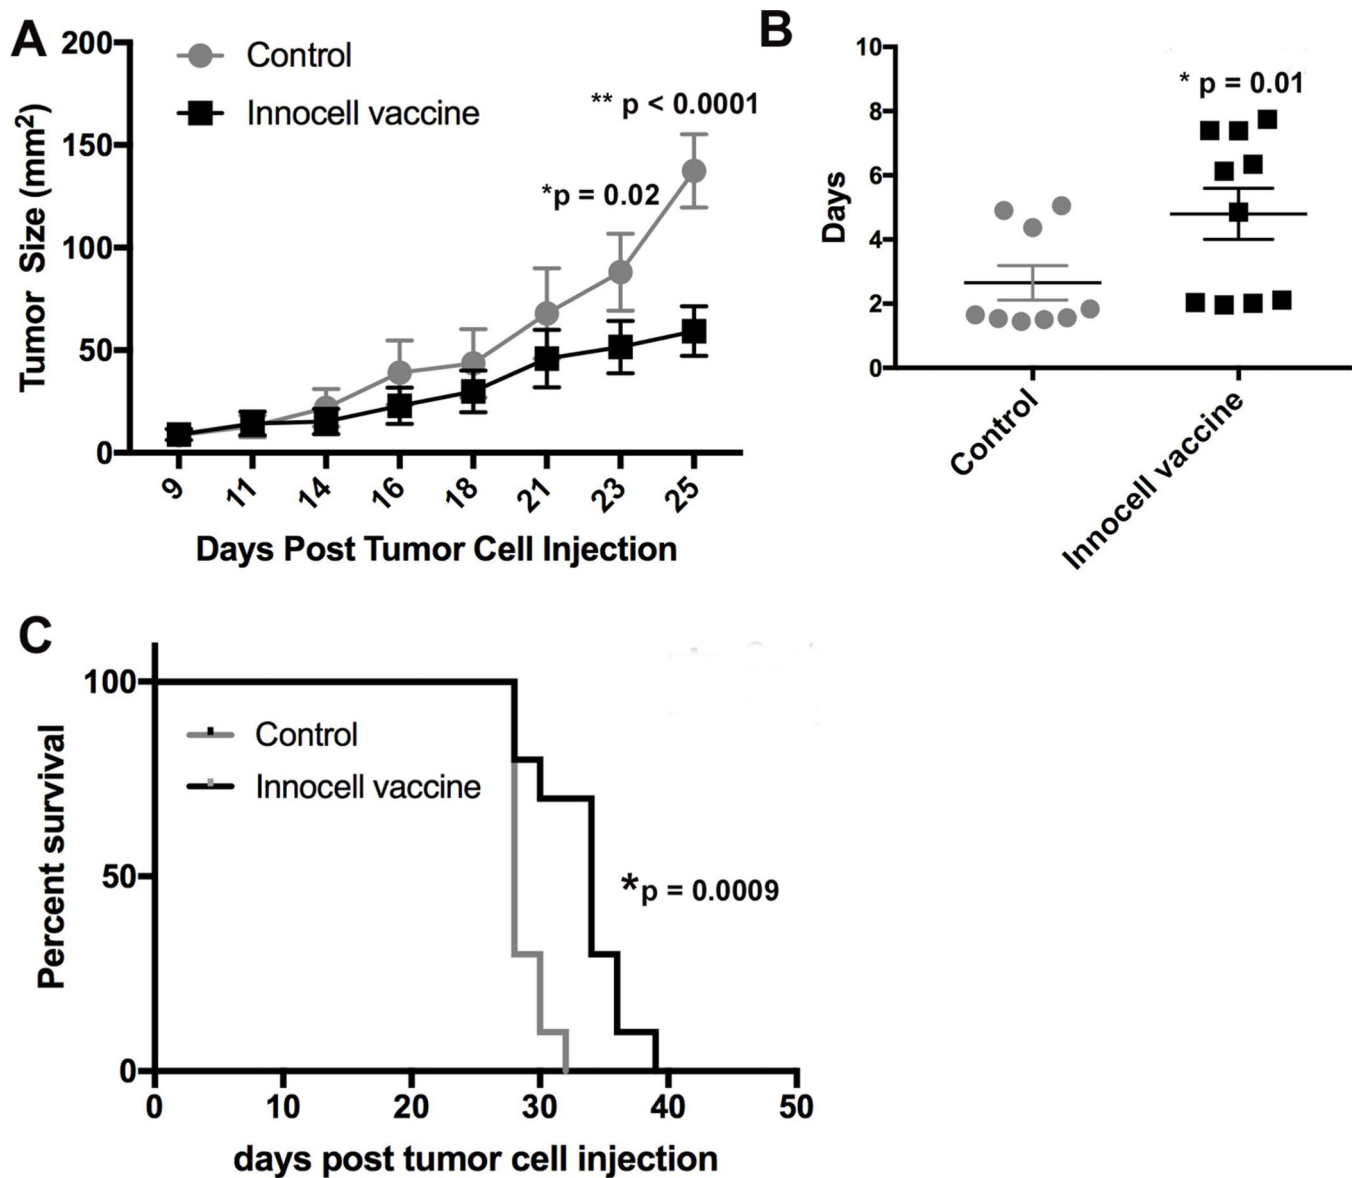 A
200
150
100
50
0
Tumor Size (mm²)
Control
Innocell vaccine
** p < 0.0001
*p = 0.02
9 11 14 16 18 21 23 25
Days Post Tumor Cell Injection
B
10
8
6
4
2
0
Days
* p = 0.01
Control
Innocell vaccine
C
100
50
0
Percent survival
Control
Innocell vaccine
*p = 0.0009
0 10 20 30 40 50
days post tumor cell injection